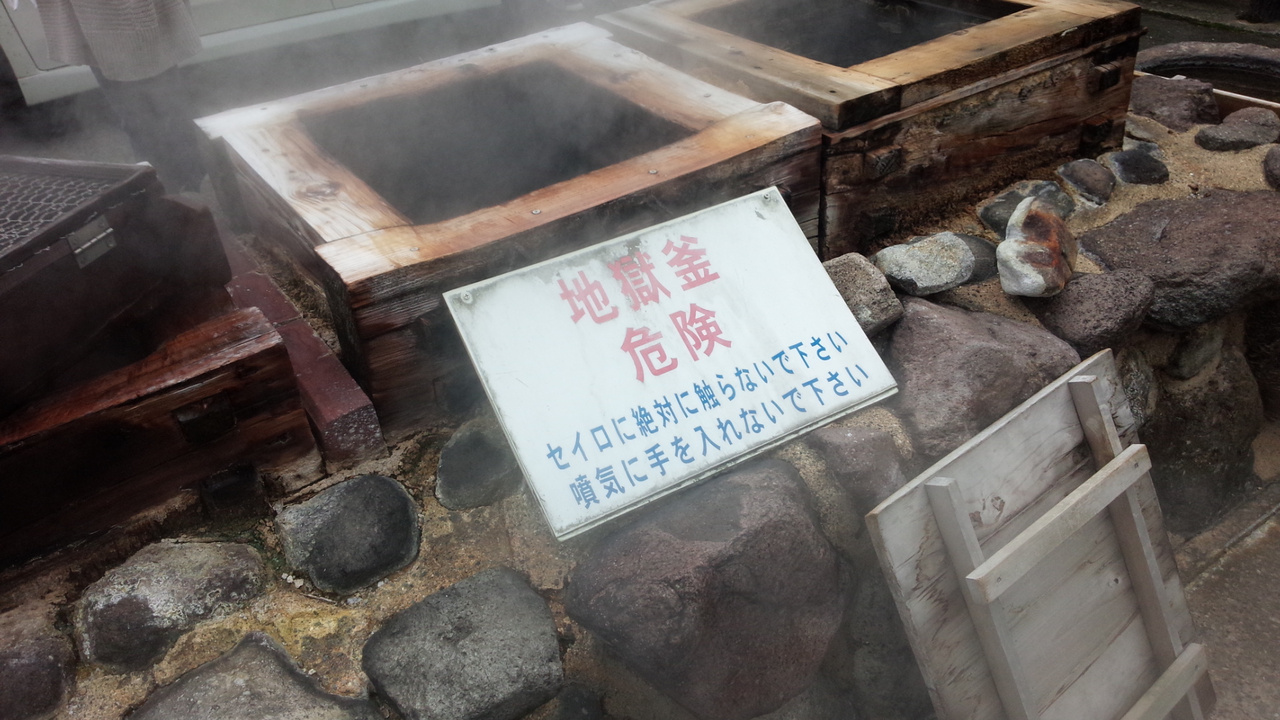 地獄釜
危険
セイロに絶対に触らないで下さい
噴気に手を入れないで下さい